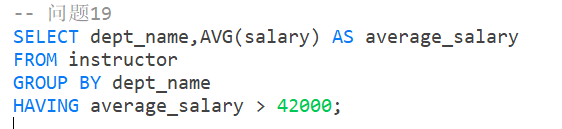 -- 问题19
SELECT dept_name,AVG(salary) AS average_salary
FROM instructor
GROUP BY dept_name
HAVING average_salary > 42000;